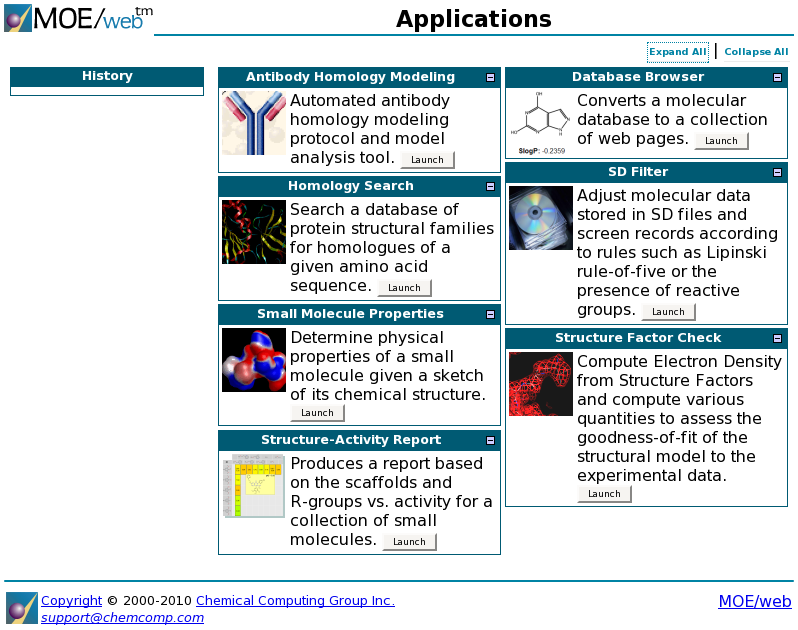 MOE/web™
Applications
Expand All | Collapse All
History
Antibody Homology Modeling
Automated antibody
homology modeling
protocol and model
analysis tool. Launch
Homology Search
Search a database of
protein structural families
for homologues of a
given amino acid
sequence. Launch
Small Molecule Properties
Determine physical
properties of a small
molecule given a sketch
of its chemical structure.
Launch
Structure-Activity Report
Produces a report based
on the scaffolds and
R-groups vs. activity for a
collection of small
molecules. Launch
Database Browser
SlogP: -0.2359
Converts a molecular
database to a collection
of web pages. Launch
SD Filter
Adjust molecular data
stored in SD files and
screen records according
to rules such as Lipinski
rule-of-five or the
presence of reactive
groups. Launch
Structure Factor Check
Compute Electron Density
from Structure Factors
and compute various
quantities to assess the
goodness-of-fit of the
structural model to the
experimental data.
Launch
Copyright © 2000-2010 Chemical Computing Group Inc.
support@chemcomp.com
MOE/web